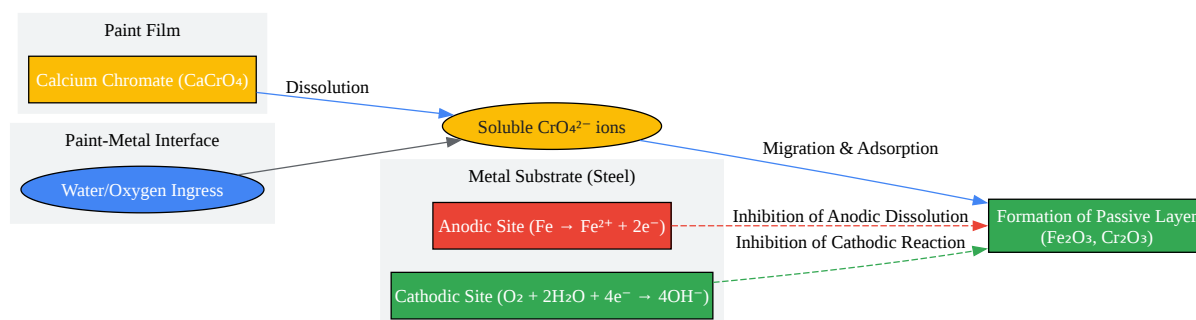 Paint Film
Calcium Chromate (CaCrO₄)
Dissolution
Paint-Metal Interface
Water/Oxygen Ingress
Soluble CrO₄²⁻ ions
Migration & Adsorption
Metal Substrate (Steel)
Anodic Site (Fe → Fe²⁺ + 2e⁻)
Inhibition of Anodic Dissolution
Inhibition of Cathodic Reaction
Formation of Passive Layer
(Fe₂O₃, Cr₂O₃)
Cathodic Site (O₂ + 2H₂O + 4e⁻ → 4OH⁻)